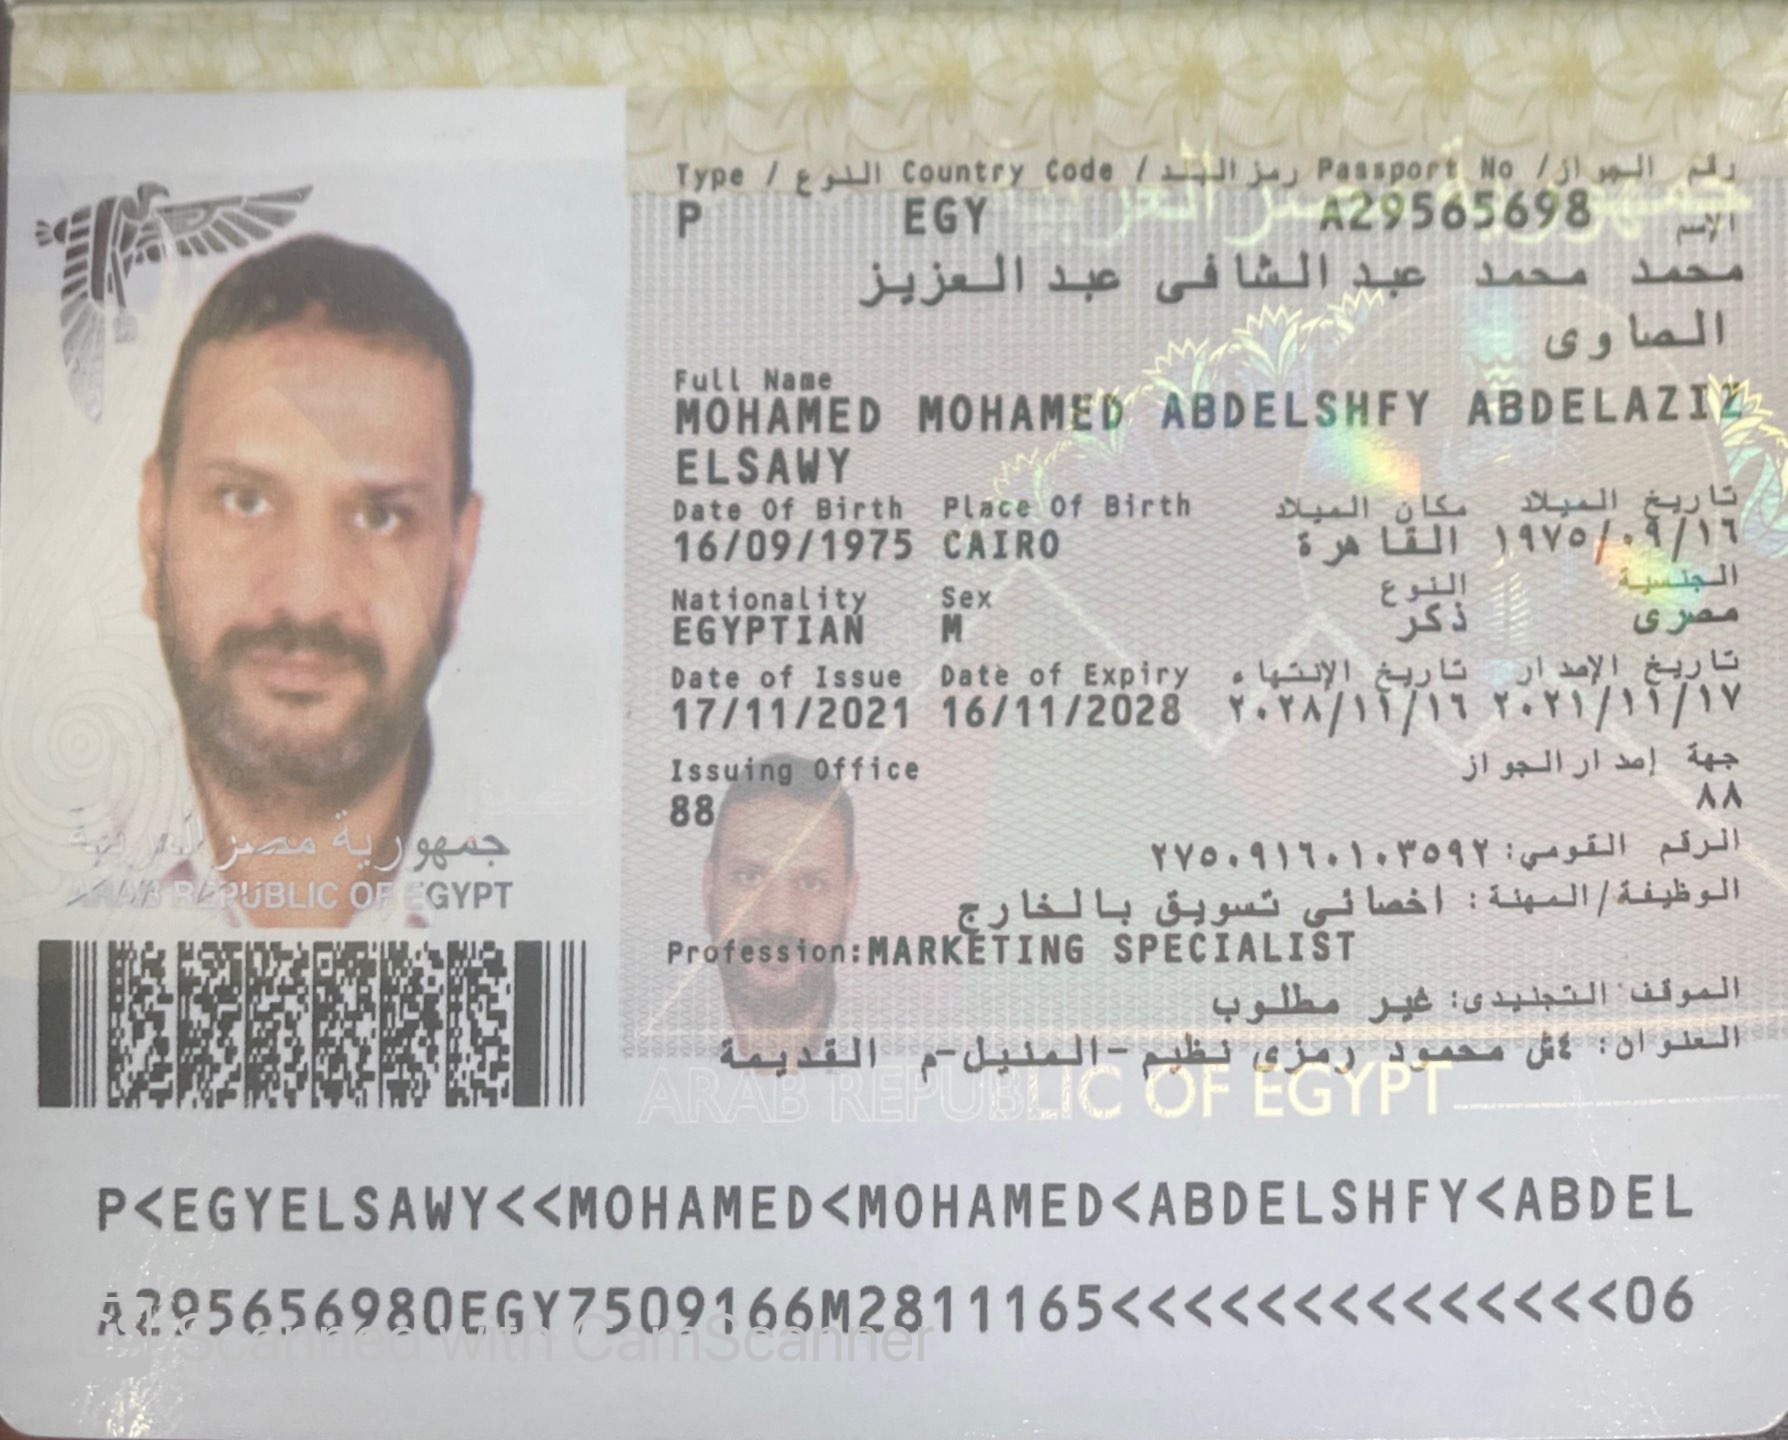 Type / النوع Country Code / رمز البلد Passport No / رقم الجواز
P EGY A29565698 الإسم
محمد محمد عبد الشافى عبد العزيز
الصاوى
Full Name
MOHAMED MOHAMED ABDELSHFY ABDELAZIZ
ELSAWY
Date Of Birth Place Of Birth مكان الميلاد تاريخ الميلاد
16/09/1975 CAIRO القاهرة ١٩٧٥/٠٩/١٦
Nationality Sex النوع الجنسية
EGYPTIAN M ذكر مصرى
Date of Issue Date of Expiry تاريخ الإنتهاء تاريخ الإصدار
17/11/2021 16/11/2028 ٢٠٢٨/١١/١٦ ٢٠٢١/١١/١٧
Issuing Office جهة إصدار الجواز
88 ٨٨
الرقم القومي: ٢٧٥٠٩١٦٠١٠٣٥٩٢
الوظيفة/المهنة: اخصائى تسويق بالخارج
Profession:MARKETING SPECIALIST
الموقف التجنيدى: غير مطلوب
العنوان: ٤ش محمود رمزى نظيم-المنيل-م القديمة
جمهورية مصر العربية
ARAB REPUBLIC OF EGYPT
ARAB REPUBLIC OF EGYPT
P<EGYELSAWY<<MOHAMED<MOHAMED<ABDELSHFY<ABDEL
A295656980EGY7509166M2811165<<<<<<<<<<<<<<06
Scanned with CamScanner